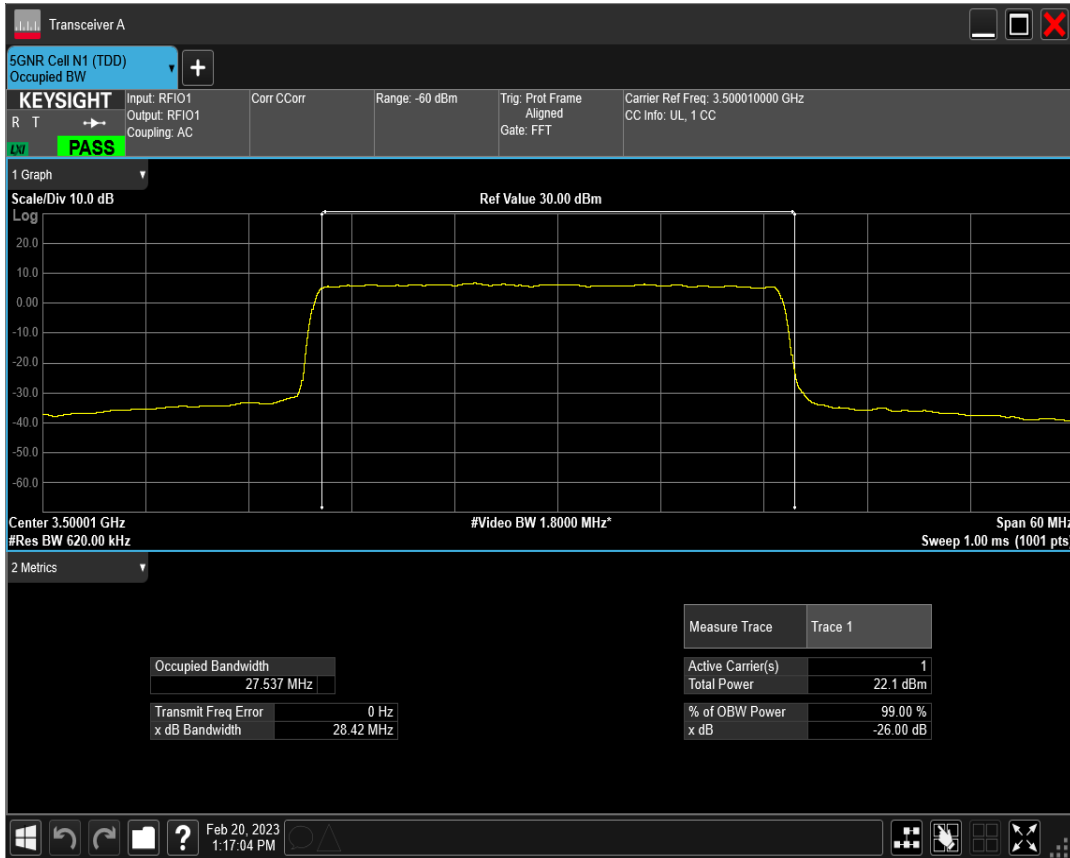 Transceiver A
5GNR Cell N1 (TDD)
Occupied BW
+
KEYSIGHT
R T
LXI
PASS
Input: RFIO1
Output: RFIO1
Coupling: AC
Corr CCorr
Range: -60 dBm
Trig: Prot Frame
Aligned
Gate: FFT
Carrier Ref Freq: 3.500010000 GHz
CC Info: UL, 1 CC
1 Graph
Scale/Div 10.0 dB
Ref Value 30.00 dBm
Log
20.0
10.0
0.00
-10.0
-20.0
-30.0
-40.0
-50.0
-60.0
Center 3.50001 GHz
#Video BW 1.8000 MHz*
Span 60 MHz
#Res BW 620.00 kHz
Sweep 1.00 ms (1001 pts)
2 Metrics
Measure Trace Trace 1
Occupied Bandwidth
27.537 MHz
Active Carrier(s) 1
Total Power 22.1 dBm
Transmit Freq Error 0 Hz
x dB Bandwidth 28.42 MHz
% of OBW Power 99.00 %
x dB -26.00 dB
?
Feb 20, 2023
1:17:04 PM